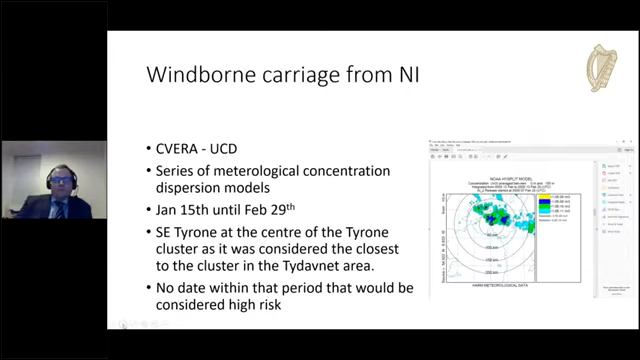 Windborne carriage from NI
• CVERA - UCD
• Series of meterological concentration
dispersion models
• Jan 15th until Feb 29th
• SE Tyrone at the centre of the Tyrone
cluster as it was considered the closest
to the cluster in the Tydavnet area.
• No date within that period that would be
considered high risk
NOAA HYSPLIT MODEL